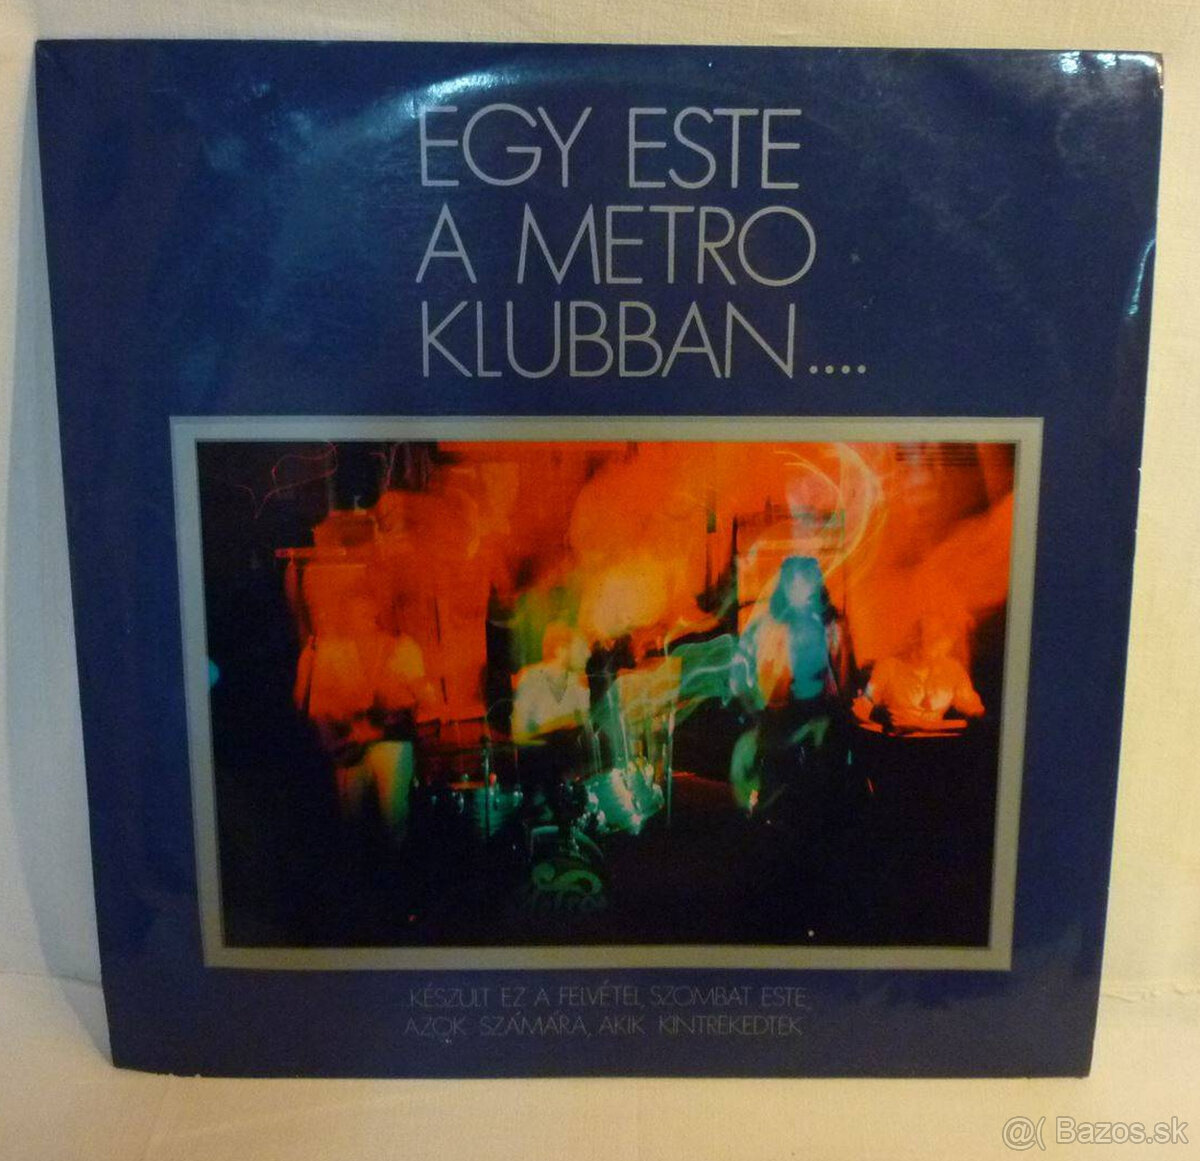 EGY ESTE
A METRO
KLUBBAN....
...KÉSZÜLT EZ A FELVÉTEL, SZOMBAT ESTE,
AZOK SZÁMÁRA, AKIK KINTREKEDTEK
@( Bazos.sk